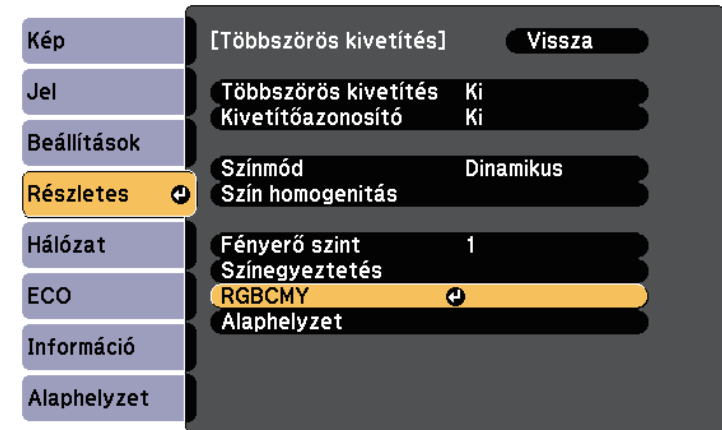 Kép
Jel
Beállítások
Részletes
Hálózat
ECO
Információ
Alaphelyzet
[Többszörös kivetítés] Vissza
Többszörös kivetítés Ki
Kivetítőazonosító Ki
Színmód Dinamikus
Szín homogenitás
Fényerő szint 1
Színegyeztetés
RGBCMY
Alaphelyzet